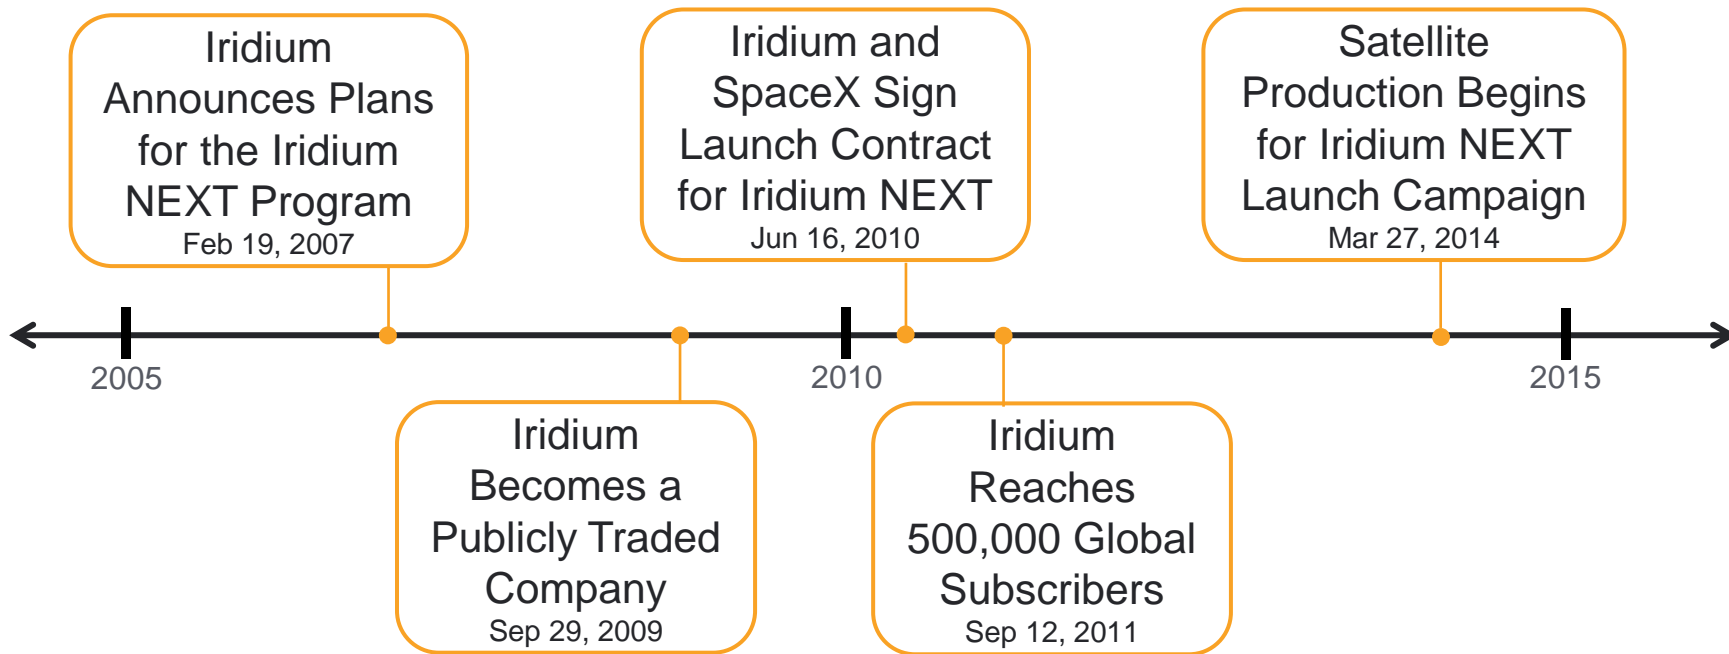 Iridium
Announces Plans
for the Iridium
NEXT Program
Feb 19, 2007
Iridium and
SpaceX Sign
Launch Contract
for Iridium NEXT
Jun 16, 2010
Satellite
Production Begins
for Iridium NEXT
Launch Campaign
Mar 27, 2014
2005
2010
2015
Iridium
Becomes a
Publicly Traded
Company
Sep 29, 2009
Iridium
Reaches
500,000 Global
Subscribers
Sep 12, 2011